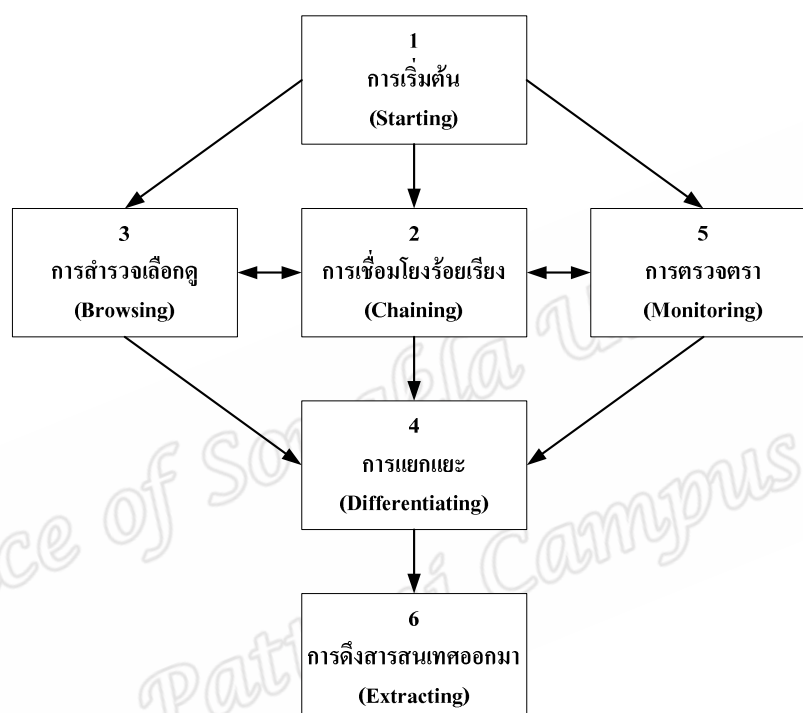 1
การเริ่มต้น
(Starting)
3
การสำรวจเลือกดู
(Browsing)
2
การเชื่อมโยงร้อยเรียง
(Chaining)
5
การตรวจตรา
(Monitoring)
4
การแยกแยะ
(Differentiating)
6
การดึงสารสนเทศออกมา
(Extracting)
of Songkla
Pattani Campus